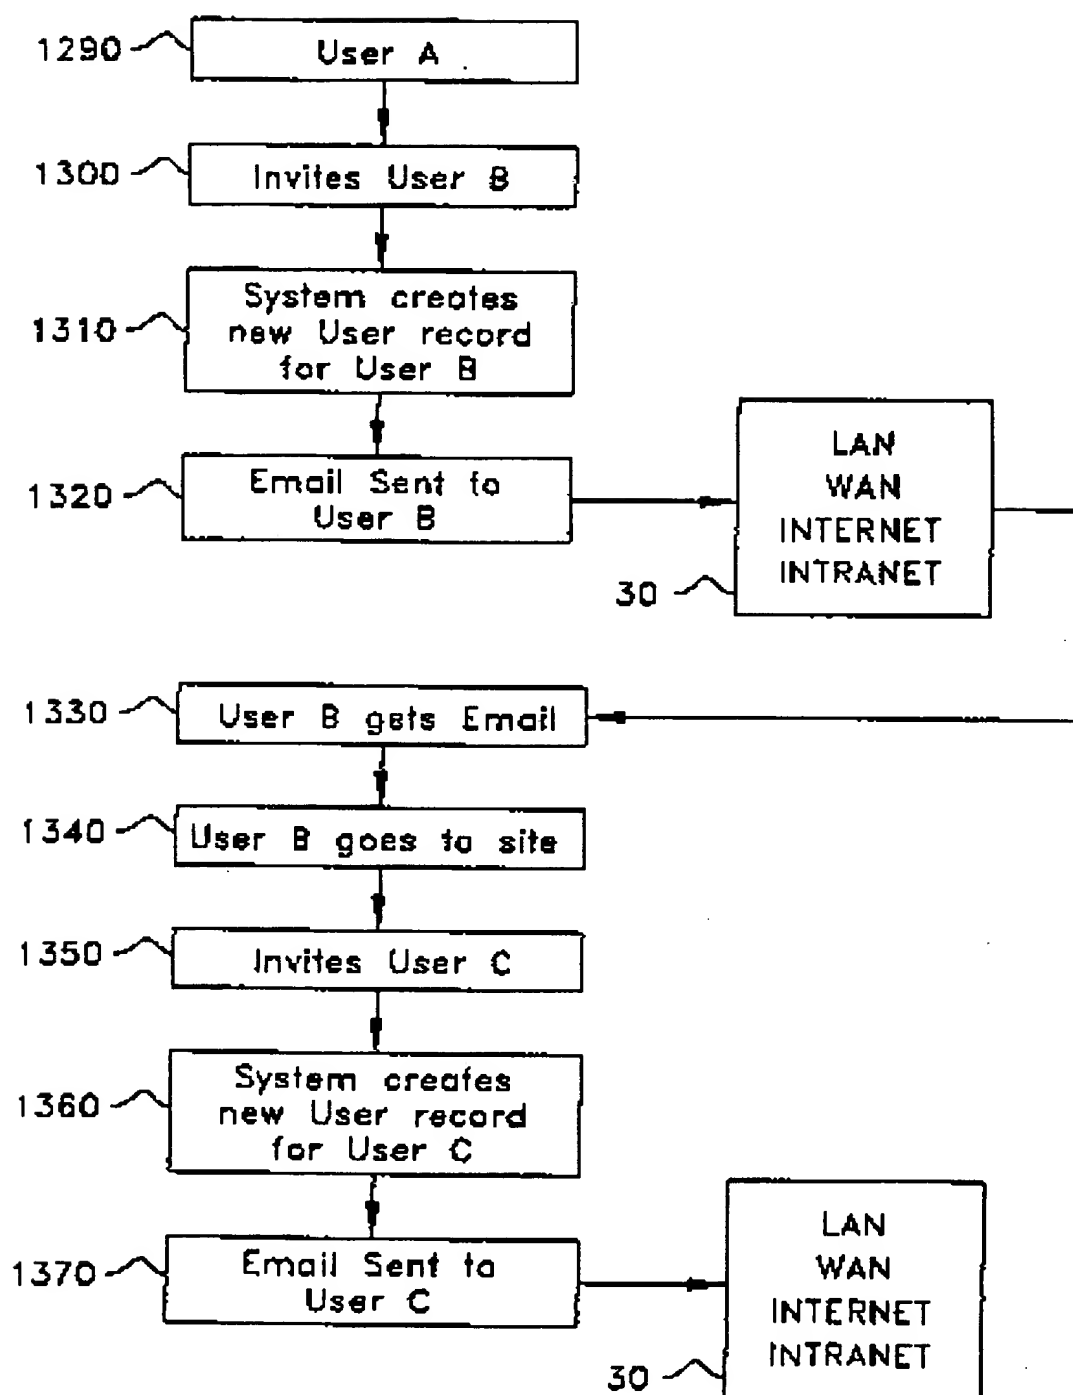 1290
User A
1300
Invites User B
1310
System creates
new User record
for User B
1320
Email Sent to
User B
LAN
WAN
INTERNET
INTRANET
30
1330
User B gets Email
1340
User B goes to site
1350
Invites User C
1360
System creates
new User record
for User C
1370
Email Sent to
User C
LAN
WAN
INTERNET
INTRANET
30